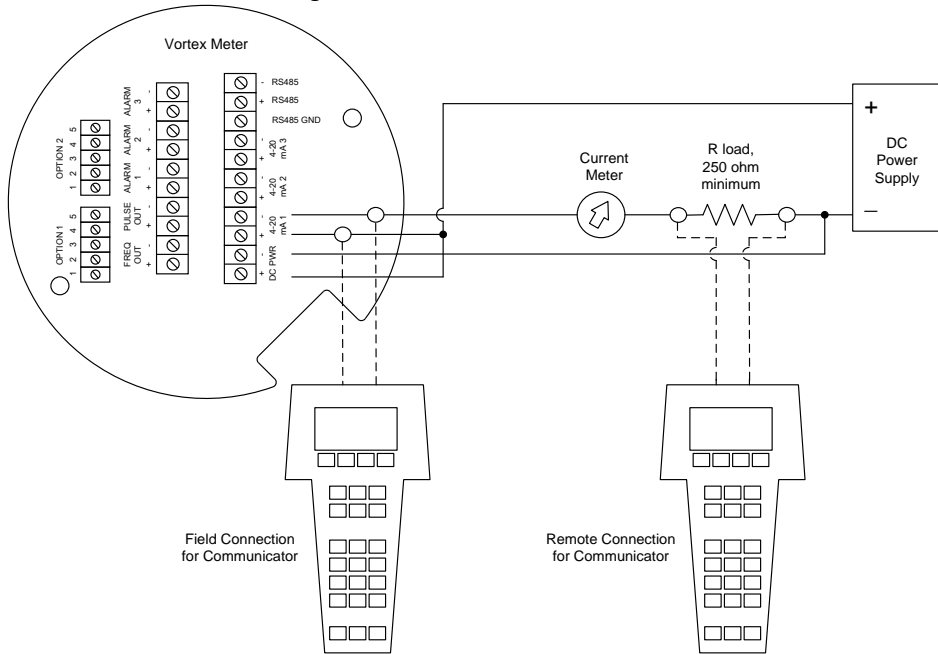 Vortex Meter
- RS485
+ RS485
RS485 GND
- +
4-20
mA 3
- +
4-20
mA 2
- +
4-20
mA 1
- +
DC PWR
ALARM
3
- +
ALARM
2
- +
ALARM
1
- +
PULSE
OUT
- +
FREQ
OUT
- +
OPTION 2
1 2 3 4 5
OPTION 1
1 2 3 4 5
Current
Meter
R load,
250 ohm
minimum
+
DC
Power
Supply
–
Field Connection
for Communicator
Remote Connection
for Communicator